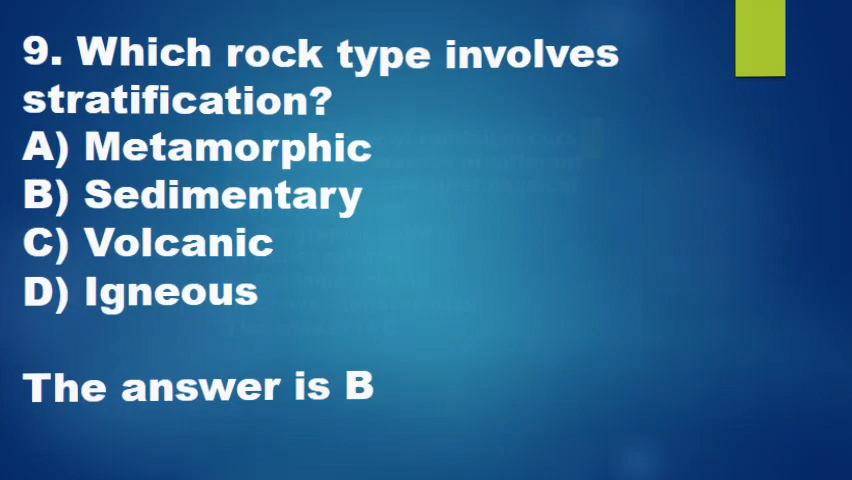 9. Which rock type involves
stratification?
A) Metamorphic
B) Sedimentary
C) Volcanic
D) Igneous
The answer is B